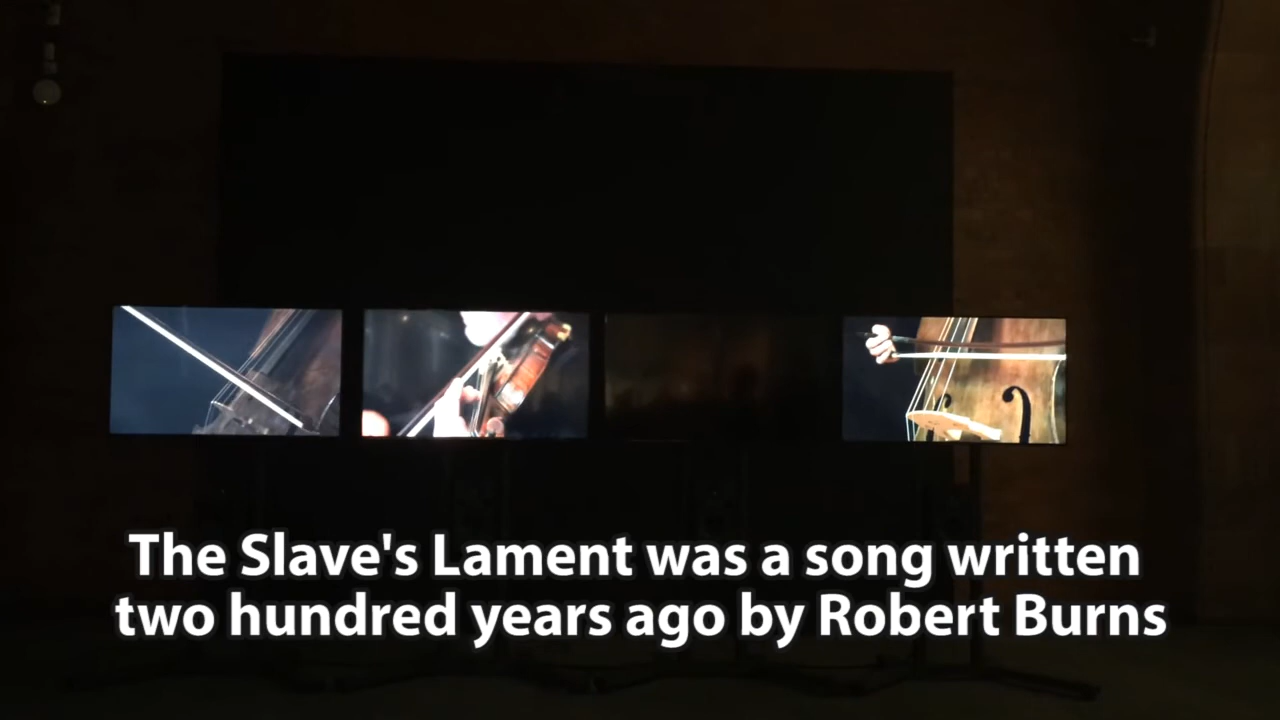 The Slave's Lament was a song written
two hundred years ago by Robert Burns